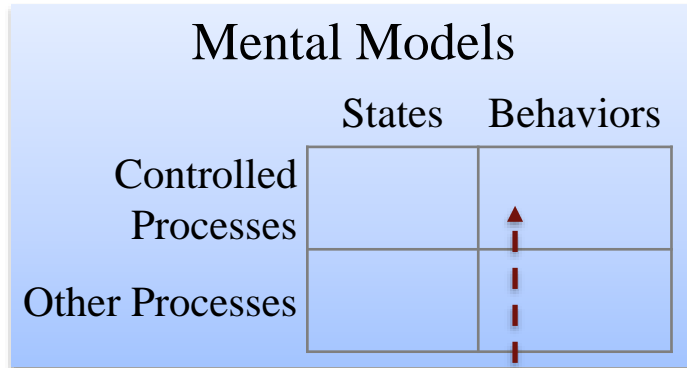 Mental Models
States Behaviors
Controlled
Processes
Other Processes